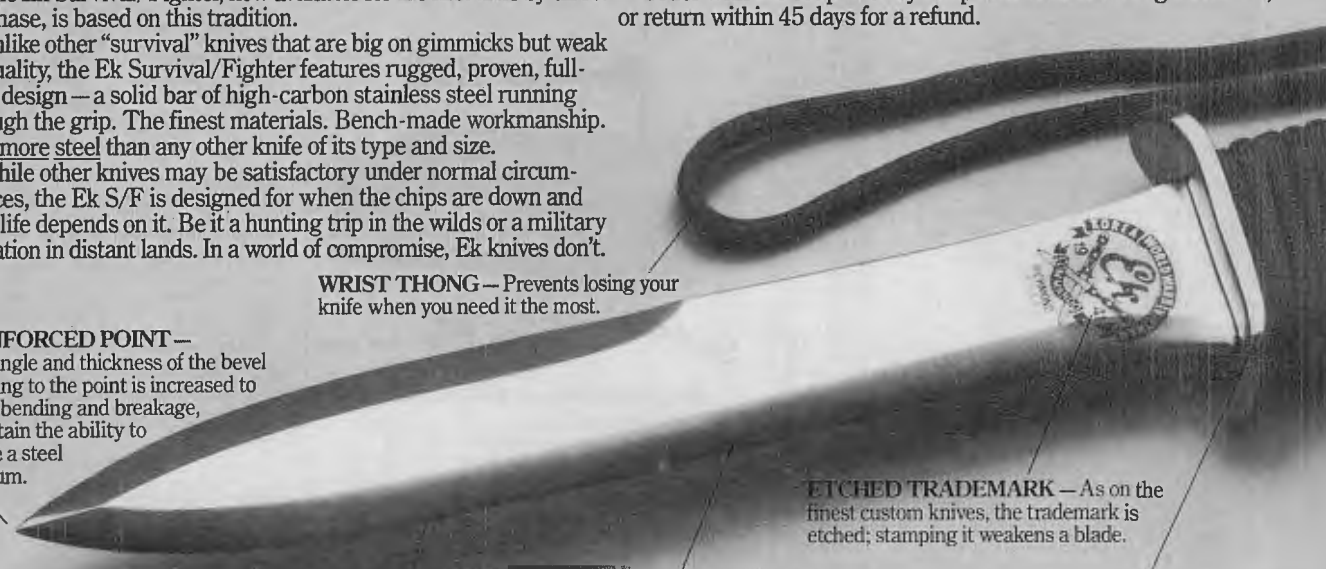 hase, is based on this tradition.
like other “survival” knives that are big on gimmicks but weak
ality, the Ek Survival/Fighter features rugged, proven, full-
design — a solid bar of high-carbon stainless steel running
gh the grip. The finest materials. Bench-made workmanship.
more steel than any other knife of its type and size.
hile other knives may be satisfactory under normal circum-
es, the Ek S/F is designed for when the chips are down and
life depends on it. Be it a hunting trip in the wilds or a military
ation in distant lands. In a world of compromise, Ek knives don't.
or return within 45 days for a refund.
WRIST THONG — Prevents losing your
knife when you need it the most.
FORCED POINT —
ngle and thickness of the bevel
ng to the point is increased to
bending and breakage,
tain the ability to
a steel
m.
Ek
ETCHED TRADEMARK — As on the
finest custom knives, the trademark is
etched; stamping it weakens a blade.